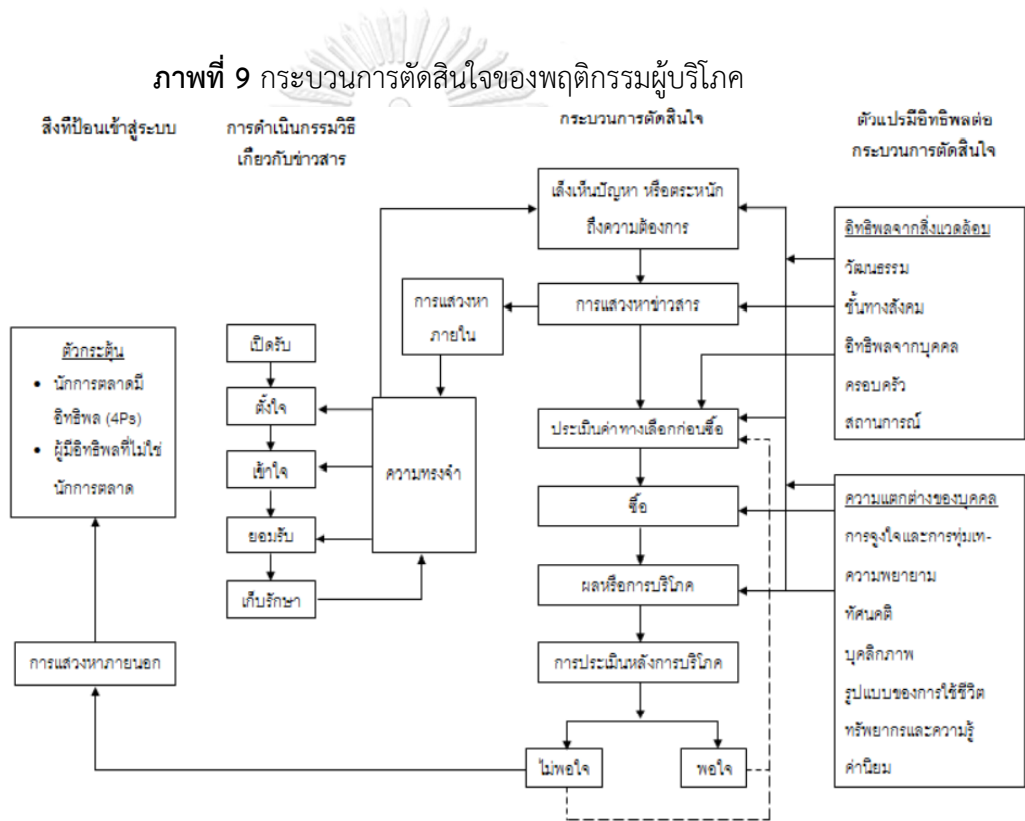 ภาพที่ 9 กระบวนการตัดสินใจของพฤติกรรมผู้บริโภค
สิ่งที่ป้อนเข้าสู่ระบบ
การดำเนินกรรมวิธี
เกี่ยวกับข่าวสาร
กระบวนการตัดสินใจ
ตัวแปรมีอิทธิพลต่อ
กระบวนการตัดสินใจ
ตัวกระตุ้น
• นักการตลาดมี
อิทธิพล (4Ps)
• ผู้มีอิทธิพลที่ไม่ใช่
นักการตลาด
การแสวงหาภายนอก
เปิดรับ
ตั้งใจ
เข้าใจ
ยอมรับ
เก็บรักษา
การแสวงหา
ภายใน
ความทรงจำ
เล็งเห็นปัญหา หรือตระหนัก
ถึงความต้องการ
การแสวงหาข่าวสาร
ประเมินค่าทางเลือกก่อนซื้อ
ซื้อ
ผลหรือการบริโภค
การประเมินหลังการบริโภค
ไม่พอใจ
พอใจ
อิทธิพลจากสิ่งแวดล้อม
วัฒนธรรม
ชั้นทางสังคม
อิทธิพลจากบุคคล
ครอบครัว
สถานการณ์
ความแตกต่างของบุคคล
การจูงใจและการทุ่มเท-
ความพยายาม
ทัศนคติ
บุคลิกภาพ
รูปแบบของการใช้ชีวิต
ทรัพยากรและความรู้
ค่านิยม